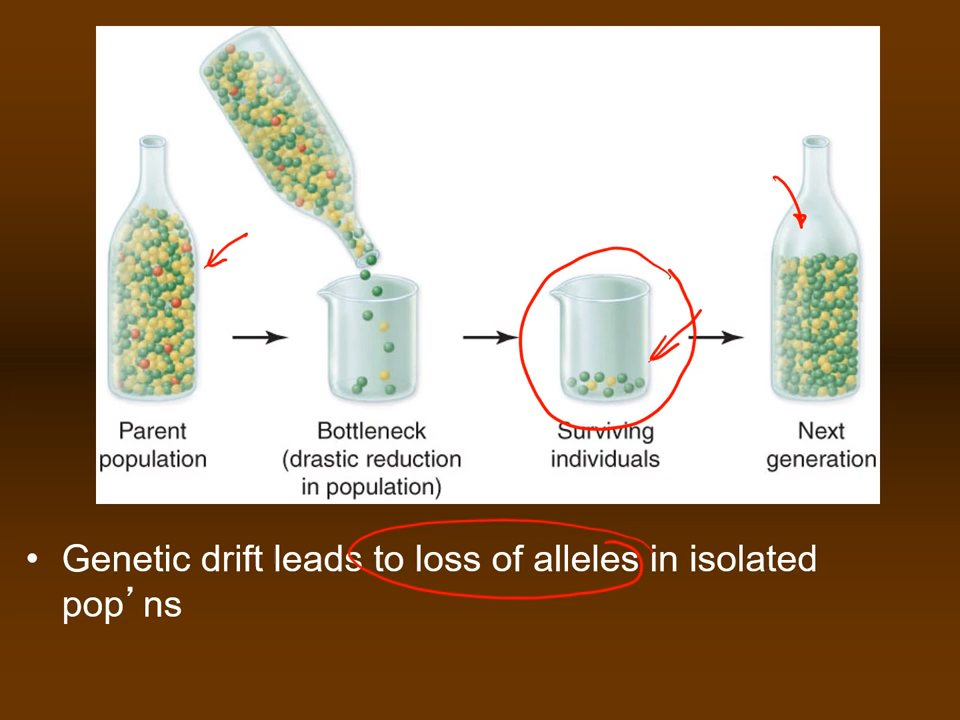 Parent
population
Bottleneck
(drastic reduction
in population)
Surviving
individuals
Next
generation
• Genetic drift leads to loss of alleles in isolated
pop’ns